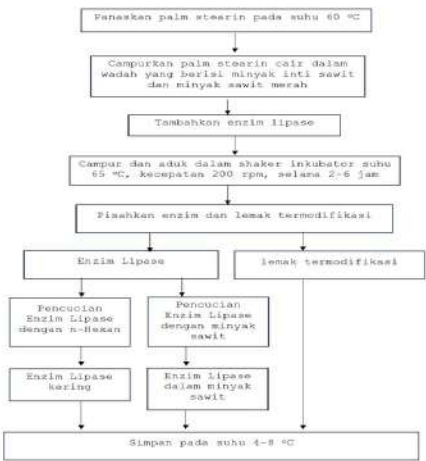 Panaskan palm stearin pada suhu 60 ºC
Campurkan palm stearin cair dalam
wadah yang berisi minyak inti sawit
dan minyak sawit merah
Tambahkan enzim lipase
Campur dan aduk dalam shaker inkubator suhu
65 ºC, kecepatan 200 rpm, selama 2-6 jam
Pisahkan enzim dan lemak termodifikasi
Enzim Lipase
lemak termodifikasi
Pencucian
Enzim Lipase
dengan n-Hexan
Pencucian
Enzim Lipase
dengan minyak
sawit
Enzim Lipase
kering
Enzim Lipase
dalam minyak
sawit
Simpan pada suhu 4-8 ºC